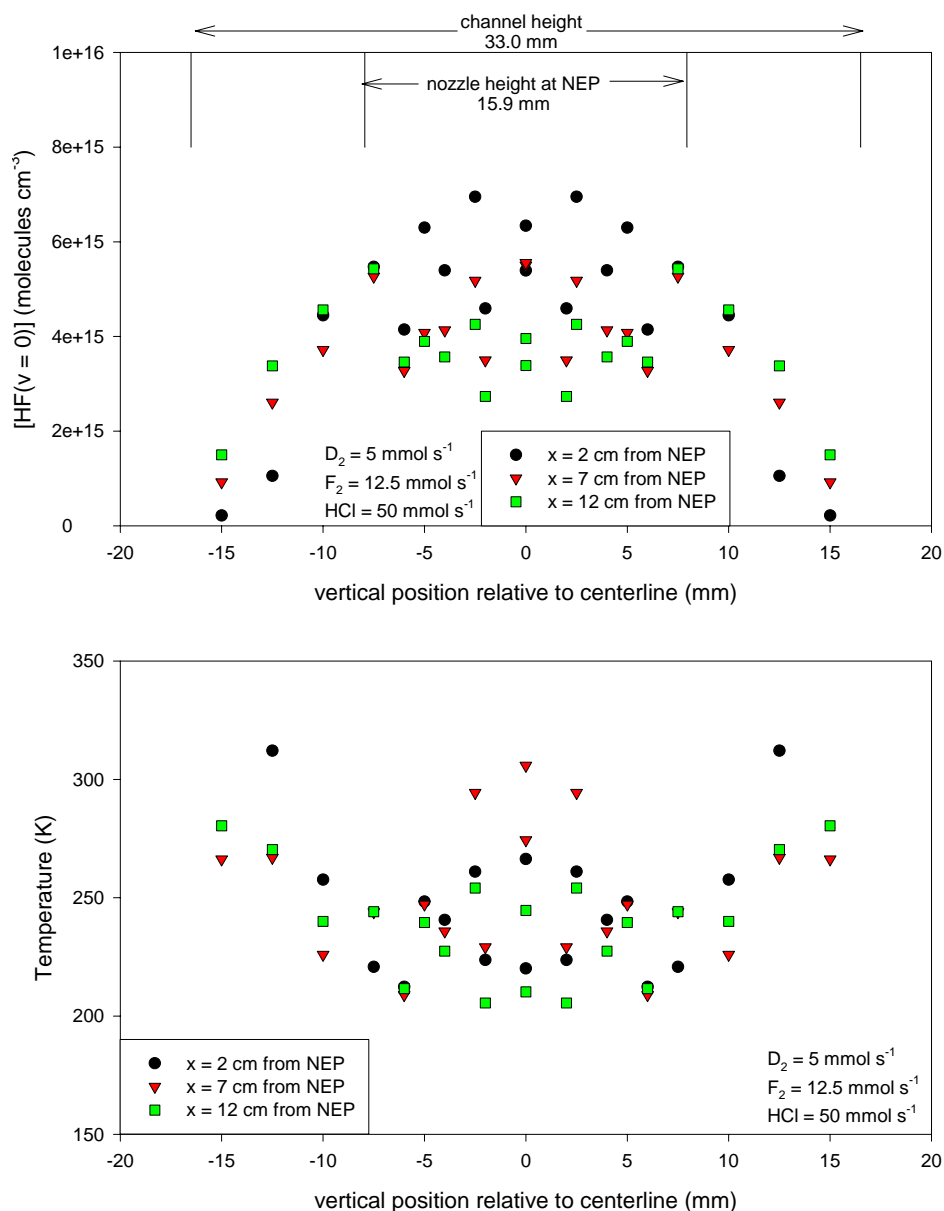 channel height
33.0 mm
nozzle height at NEP
15.9 mm
1e+16
8e+15
6e+15
4e+15
2e+15
0
[HF(v = 0)] (molecules cm⁻³)
D₂ = 5 mmol s⁻¹
F₂ = 12.5 mmol s⁻¹
HCl = 50 mmol s⁻¹
x = 2 cm from NEP
x = 7 cm from NEP
x = 12 cm from NEP
-20 -15 -10 -5 0 5 10 15 20
vertical position relative to centerline (mm)
350
300
250
200
150
Temperature (K)
x = 2 cm from NEP
x = 7 cm from NEP
x = 12 cm from NEP
D₂ = 5 mmol s⁻¹
F₂ = 12.5 mmol s⁻¹
HCl = 50 mmol s⁻¹
-20 -15 -10 -5 0 5 10 15 20
vertical position relative to centerline (mm)